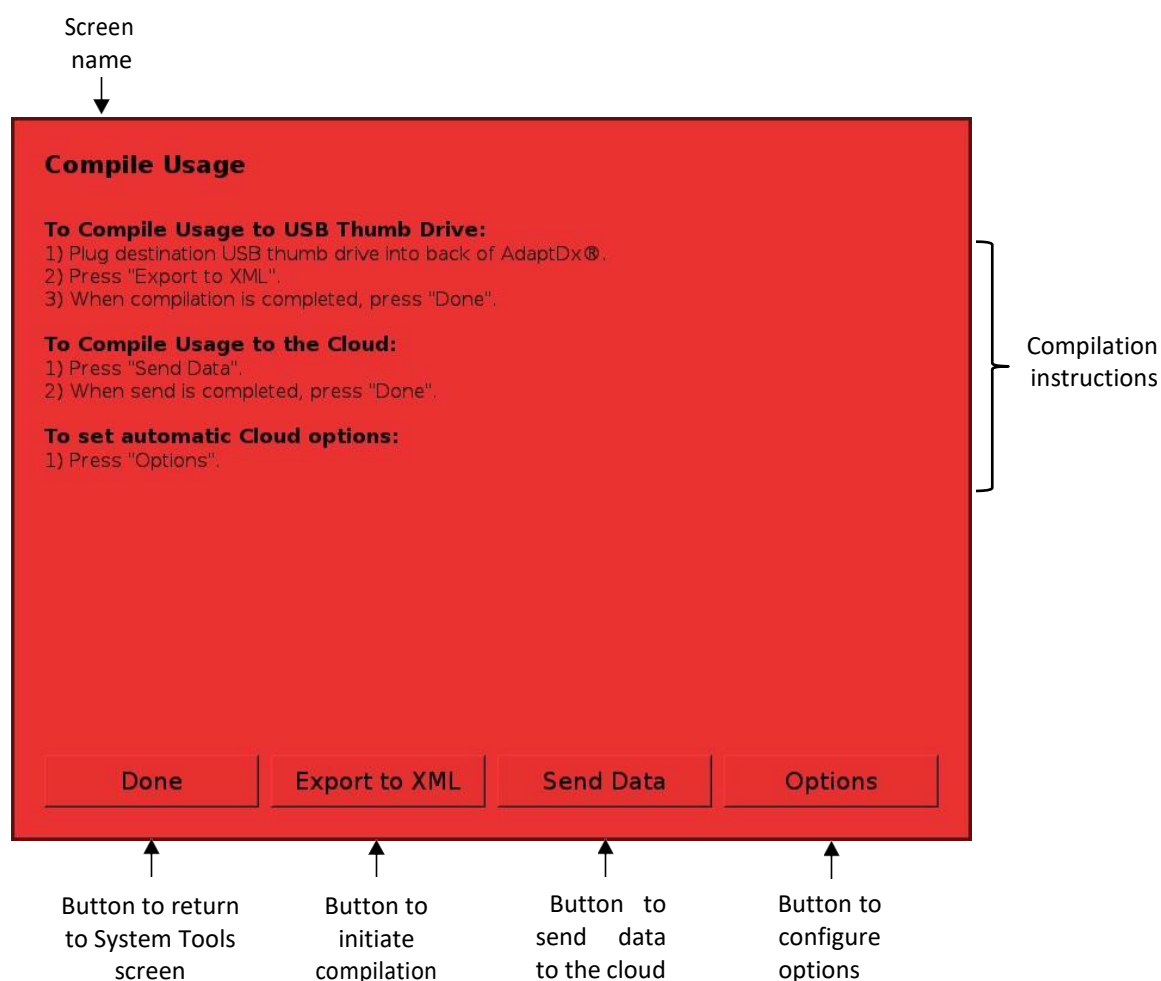 Screen
name
Compile Usage
To Compile Usage to USB Thumb Drive:
1) Plug destination USB thumb drive into back of AdaptDx®.
2) Press "Export to XML".
3) When compilation is completed, press "Done".
To Compile Usage to the Cloud:
1) Press "Send Data".
2) When send is completed, press "Done".
To set automatic Cloud options:
1) Press "Options".
Compilation
instructions
Done
Export to XML
Send Data
Options
Button to return
to System Tools
screen
Button to
initiate
compilation
Button to
send data
to the cloud
Button to
configure
options